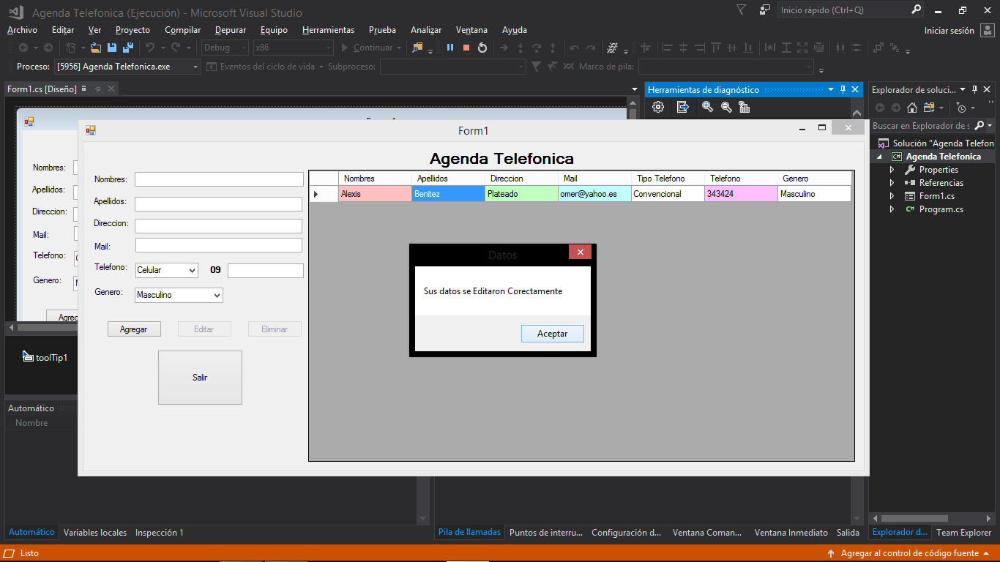 Agenda Telefonica (Ejecución) - Microsoft Visual Studio
Inicio rápido (Ctrl+Q)
Archivo Editar Ver Proyecto Compilar Depurar Equipo Herramientas Prueba Analizar Ventana Ayuda
Iniciar sesión
Debug x86 Continuar
Proceso: [5956] Agenda Telefonica.exe Eventos del ciclo de vida Subproceso: Marco de pila:
Form1.cs [Diseño]
Herramientas de diagnóstico
Explorador de soluci...
Buscar en Explorador de s
Solución "Agenda Telefon
Agenda Telefonica
Properties
Referencias
Form1.cs
Program.cs
Nombres:
Apellidos:
Direccion:
Mail:
Telefono:
Genero:
Agreg
toolTip1
Form1
Agenda Telefonica
Nombres:
Apellidos:
Direccion:
Mail:
Telefono: Celular 09
Genero: Masculino
Agregar Editar Eliminar
Salir
Nombres Apellidos Direccion Mail Tipo Telefono Telefono Genero
Alexis Benitez Plateado omer@yahoo.es Convencional 343424 Masculino
Datos
Sus datos se Editaron Corectamente
Aceptar
Automático
Nombre
Automático Variables locales Inspección 1
Pila de llamadas Puntos de interru... Configuración d... Ventana Coman... Ventana Inmediato Salida
Explorador d... Team Explorer
Listo
Agregar al control de código fuente